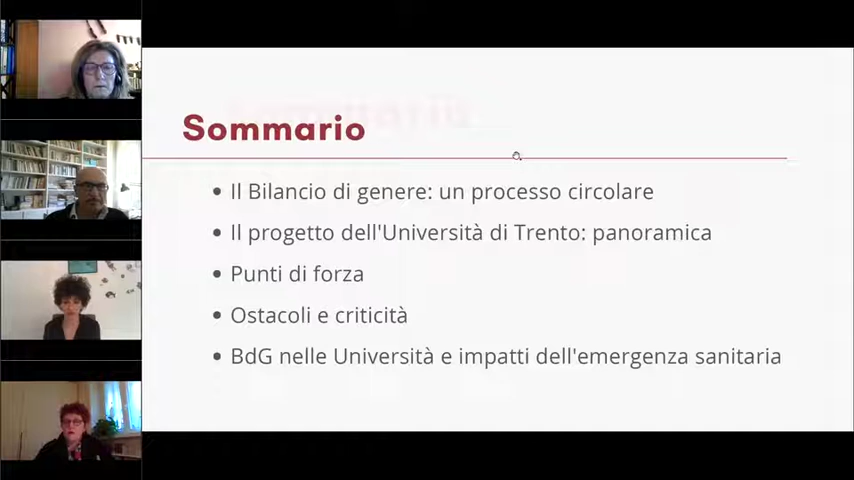 Sommario
• Il Bilancio di genere: un processo circolare
• Il progetto dell'Università di Trento: panoramica
• Punti di forza
• Ostacoli e criticità
• BdG nelle Università e impatti dell'emergenza sanitaria